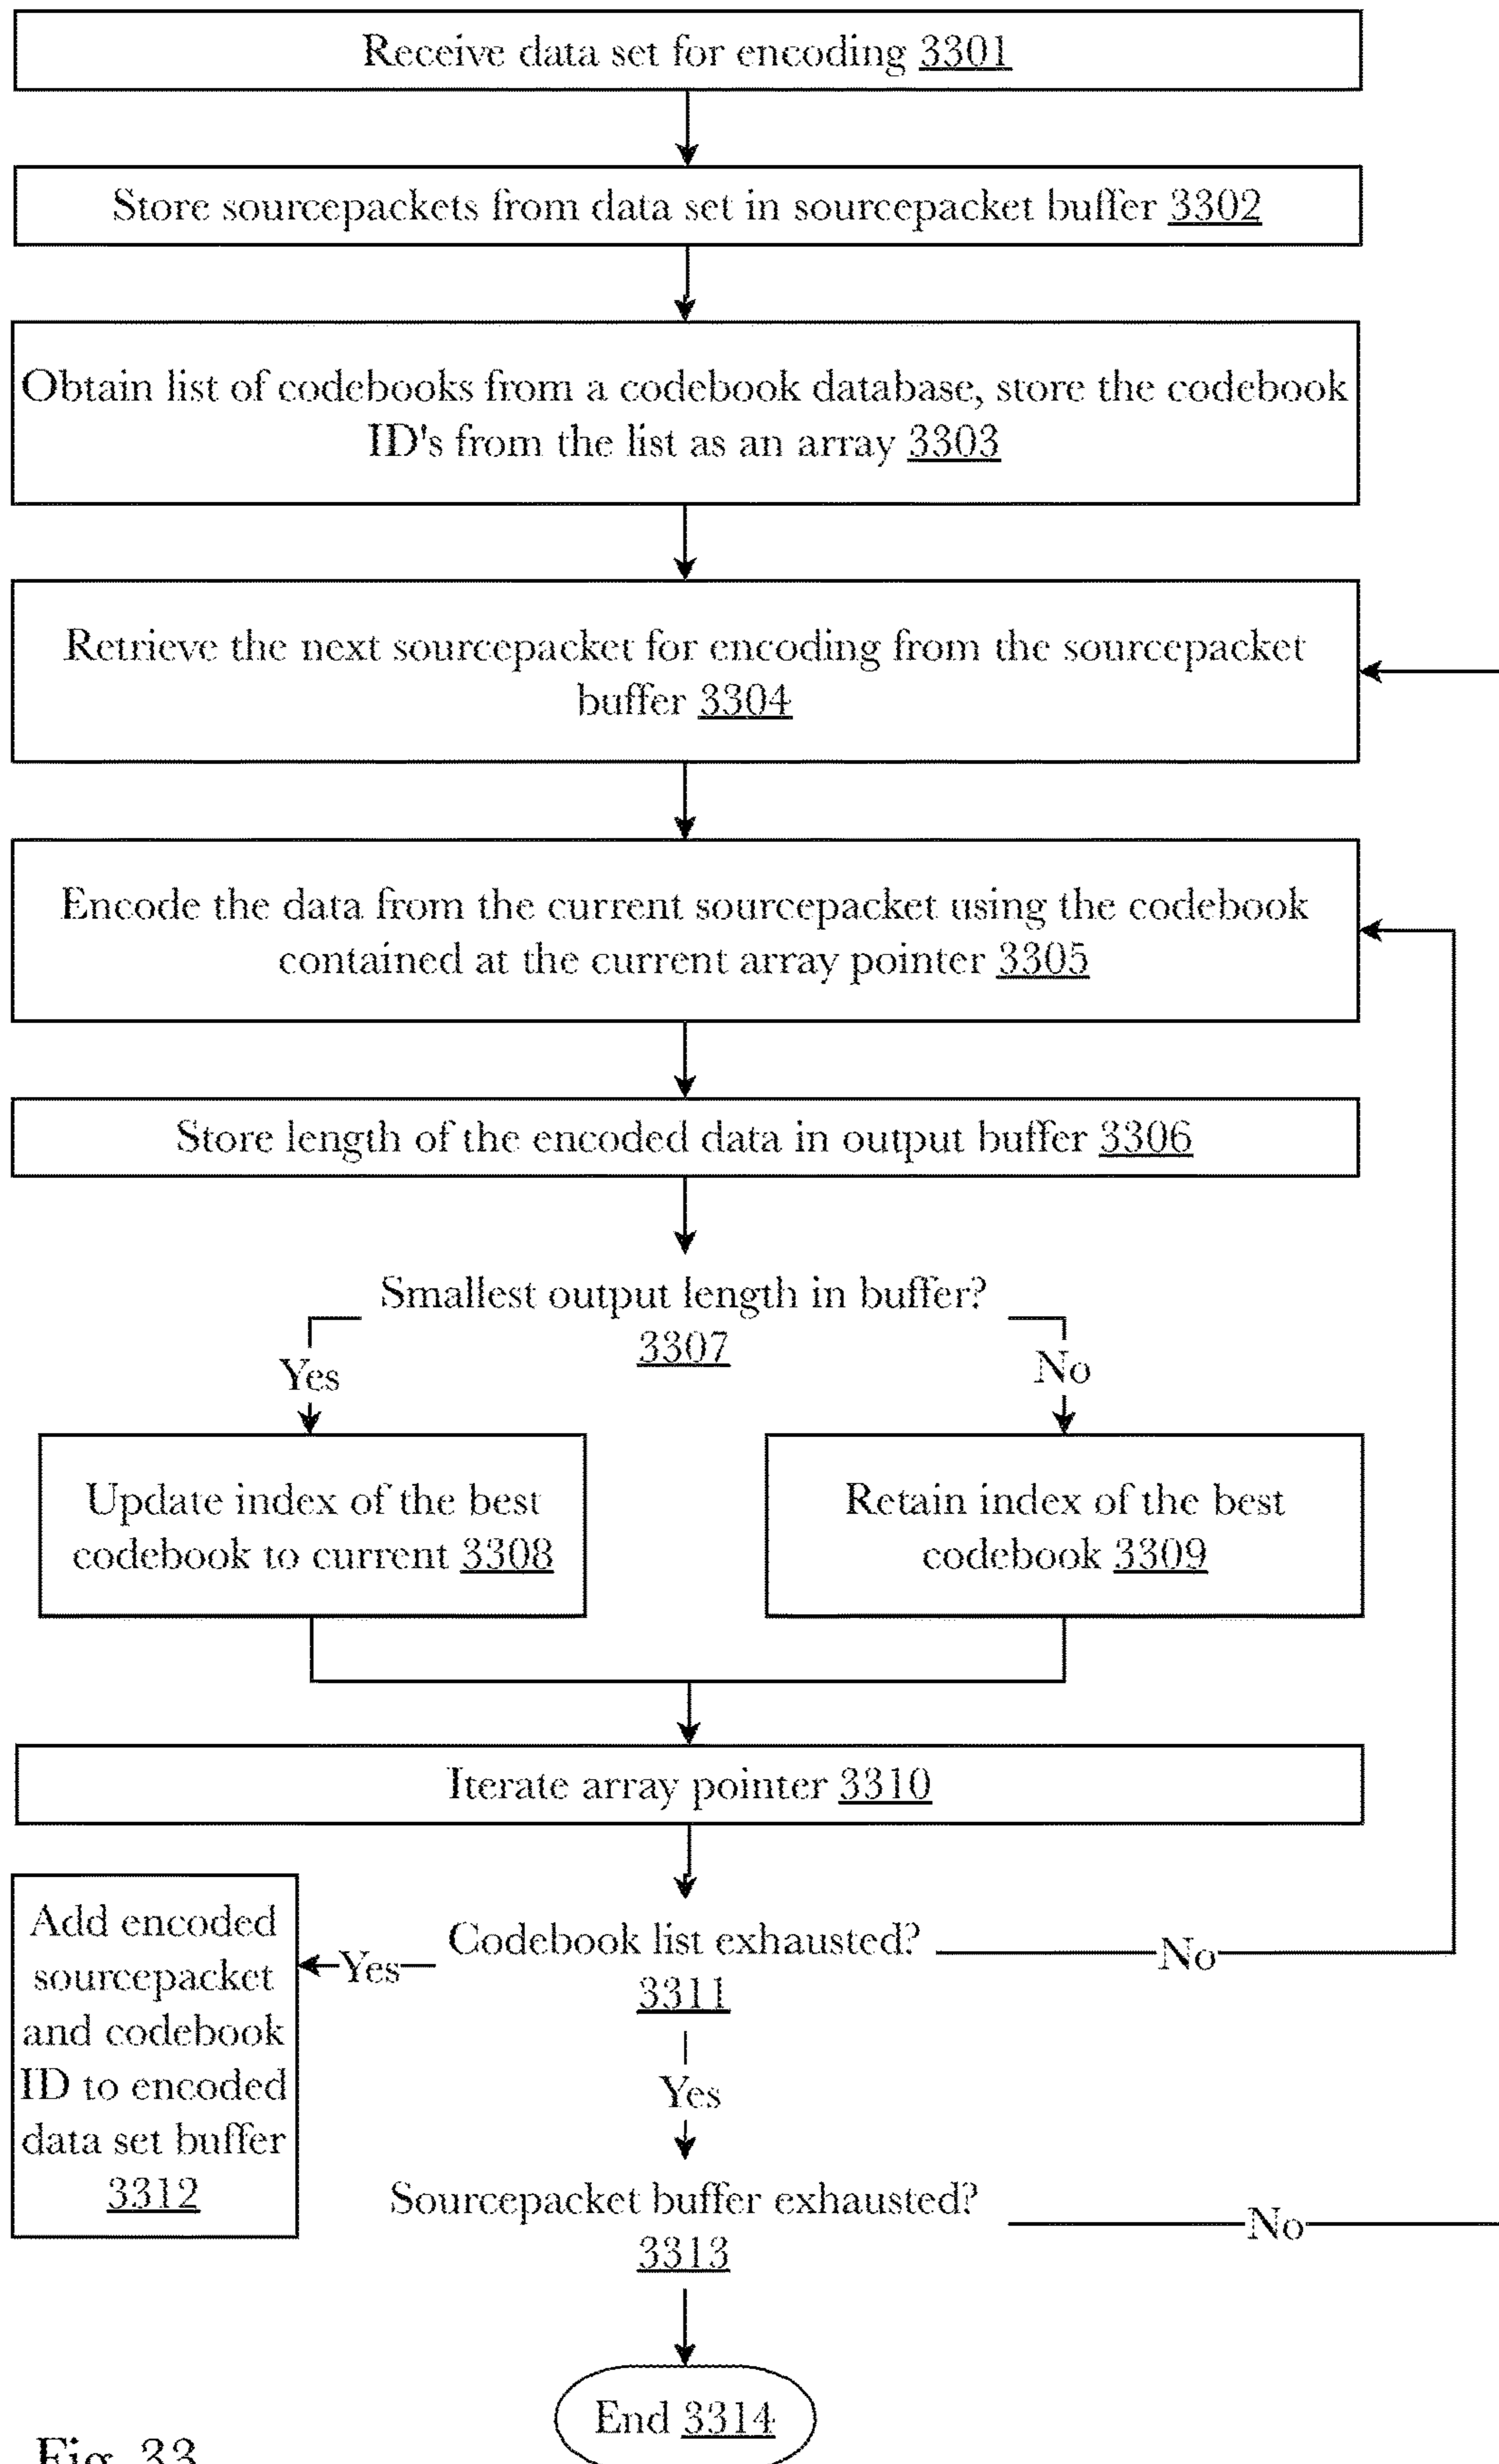 Receive data set for encoding 3301
Store sourcepackets from data set in sourcepacket buffer 3302
Obtain list of codebooks from a codebook database, store the codebook
ID's from the list as an array 3303
Retrieve the next sourcepacket for encoding from the sourcepacket
buffer 3304
Encode the data from the current sourcepacket using the codebook
contained at the current array pointer 3305
Store length of the encoded data in output buffer 3306
Smallest output length in buffer?
3307
Yes
No
Update index of the best
codebook to current 3308
Retain index of the best
codebook 3309
Iterate array pointer 3310
Codebook list exhausted?
3311
Yes
No
Add encoded
sourcepacket
and codebook
ID to encoded
data set buffer
3312
Yes
Sourcepacket buffer exhausted?
3313
No
End 3314
Fig. 33